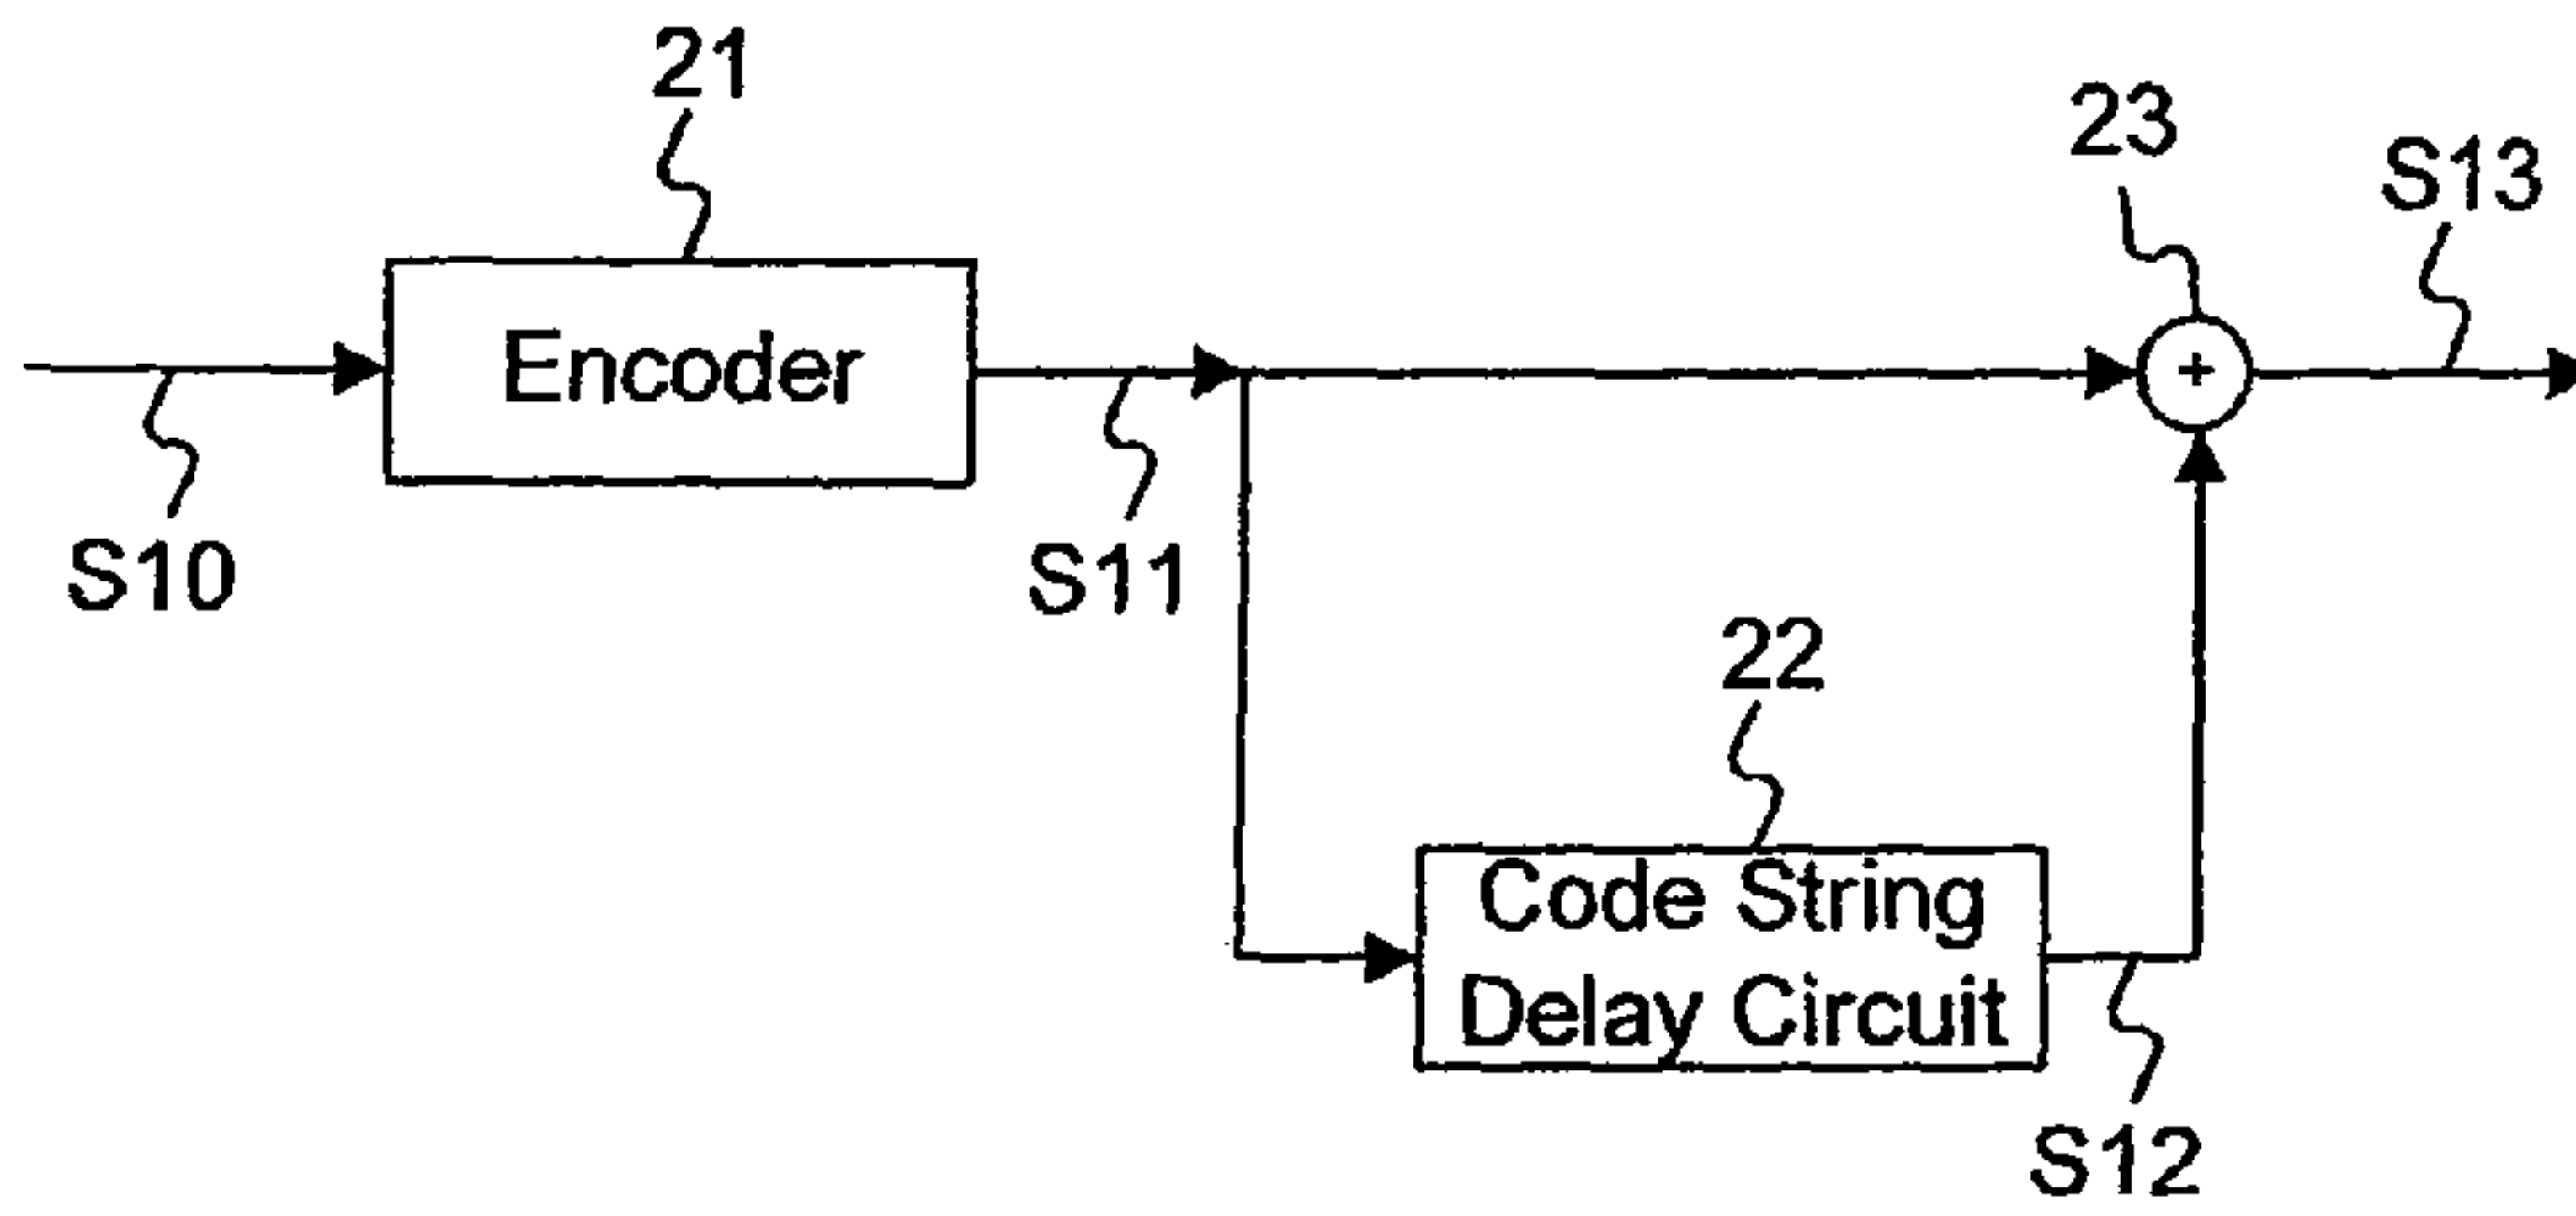 21
23
S13
Encoder
+
S10
S11
22
Code String
Delay Circuit
S12